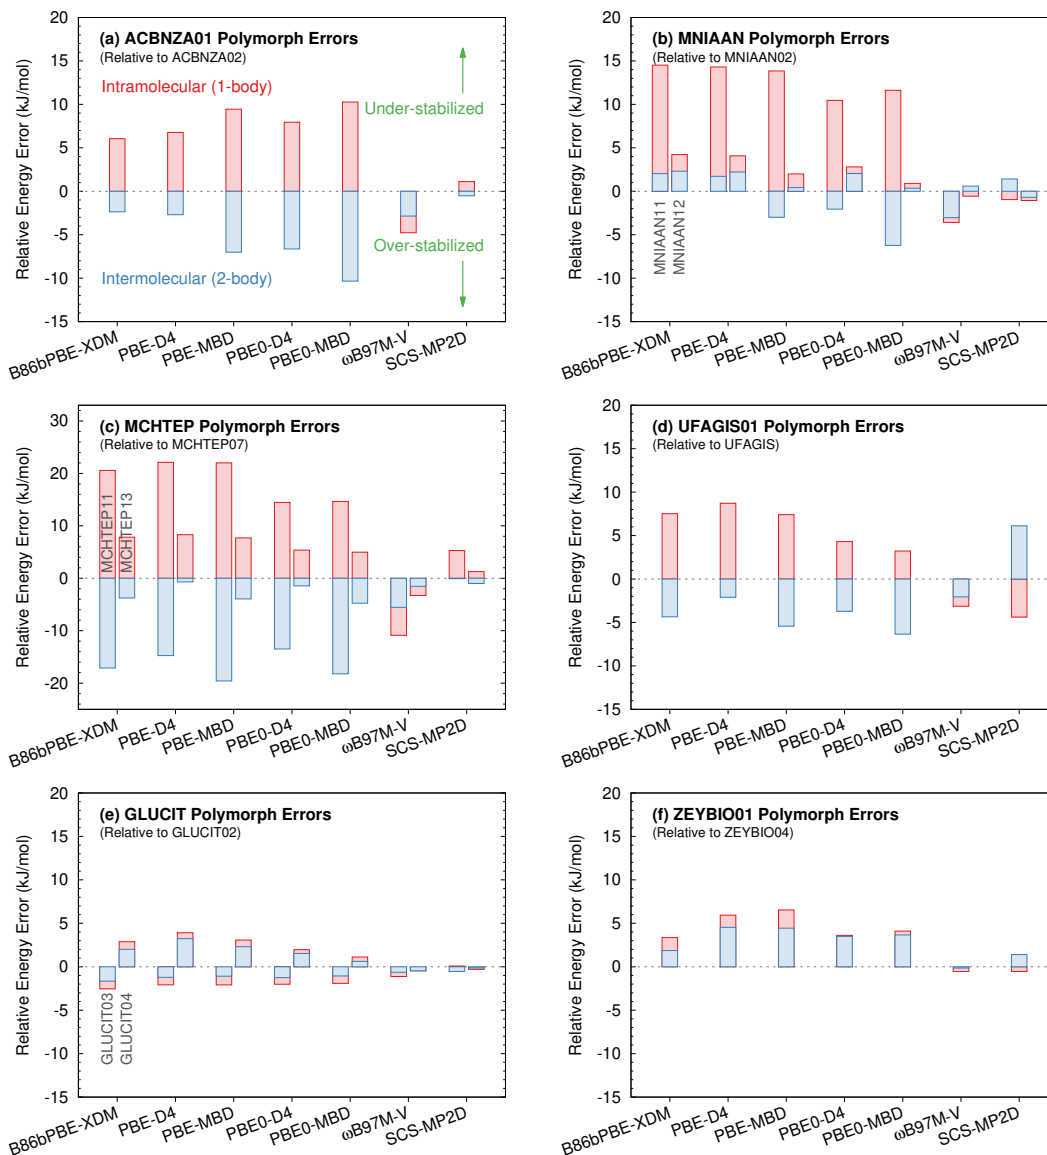 (a) ACBNZA01 Polymorph Errors
(Relative to ACBNZA02)
Intramolecular (1-body)
Under-stabilized
Over-stabilized
Intermolecular (2-body)
Relative Energy Error (kJ/mol)
20
15
10
5
0
-5
-10
-15
B86bPBE-XDM
PBE-D4
PBE-MBD
PBE0-D4
PBE0-MBD
ωB97M-V
SCS-MP2D
(b) MNIAAN Polymorph Errors
(Relative to MNIAAN02)
MNIAAN11
MNIAAN12
Relative Energy Error (kJ/mol)
20
15
10
5
0
-5
-10
-15
B86bPBE-XDM
PBE-D4
PBE-MBD
PBE0-D4
PBE0-MBD
ωB97M-V
SCS-MP2D
(c) MCHTEP Polymorph Errors
(Relative to MCHTEP07)
MCHTEP11
MCHTEP13
Relative Energy Error (kJ/mol)
30
20
10
0
-10
-20
B86bPBE-XDM
PBE-D4
PBE-MBD
PBE0-D4
PBE0-MBD
ωB97M-V
SCS-MP2D
(d) UFAGIS01 Polymorph Errors
(Relative to UFAGIS)
Relative Energy Error (kJ/mol)
20
15
10
5
0
-5
-10
-15
B86bPBE-XDM
PBE-D4
PBE-MBD
PBE0-D4
PBE0-MBD
ωB97M-V
SCS-MP2D
(e) GLUCIT Polymorph Errors
(Relative to GLUCIT02)
GLUCIT03
GLUCIT04
Relative Energy Error (kJ/mol)
20
15
10
5
0
-5
-10
-15
B86bPBE-XDM
PBE-D4
PBE-MBD
PBE0-D4
PBE0-MBD
ωB97M-V
SCS-MP2D
(f) ZEYBIO01 Polymorph Errors
(Relative to ZEYBIO04)
Relative Energy Error (kJ/mol)
20
15
10
5
0
-5
-10
-15
B86bPBE-XDM
PBE-D4
PBE-MBD
PBE0-D4
PBE0-MBD
ωB97M-V
SCS-MP2D